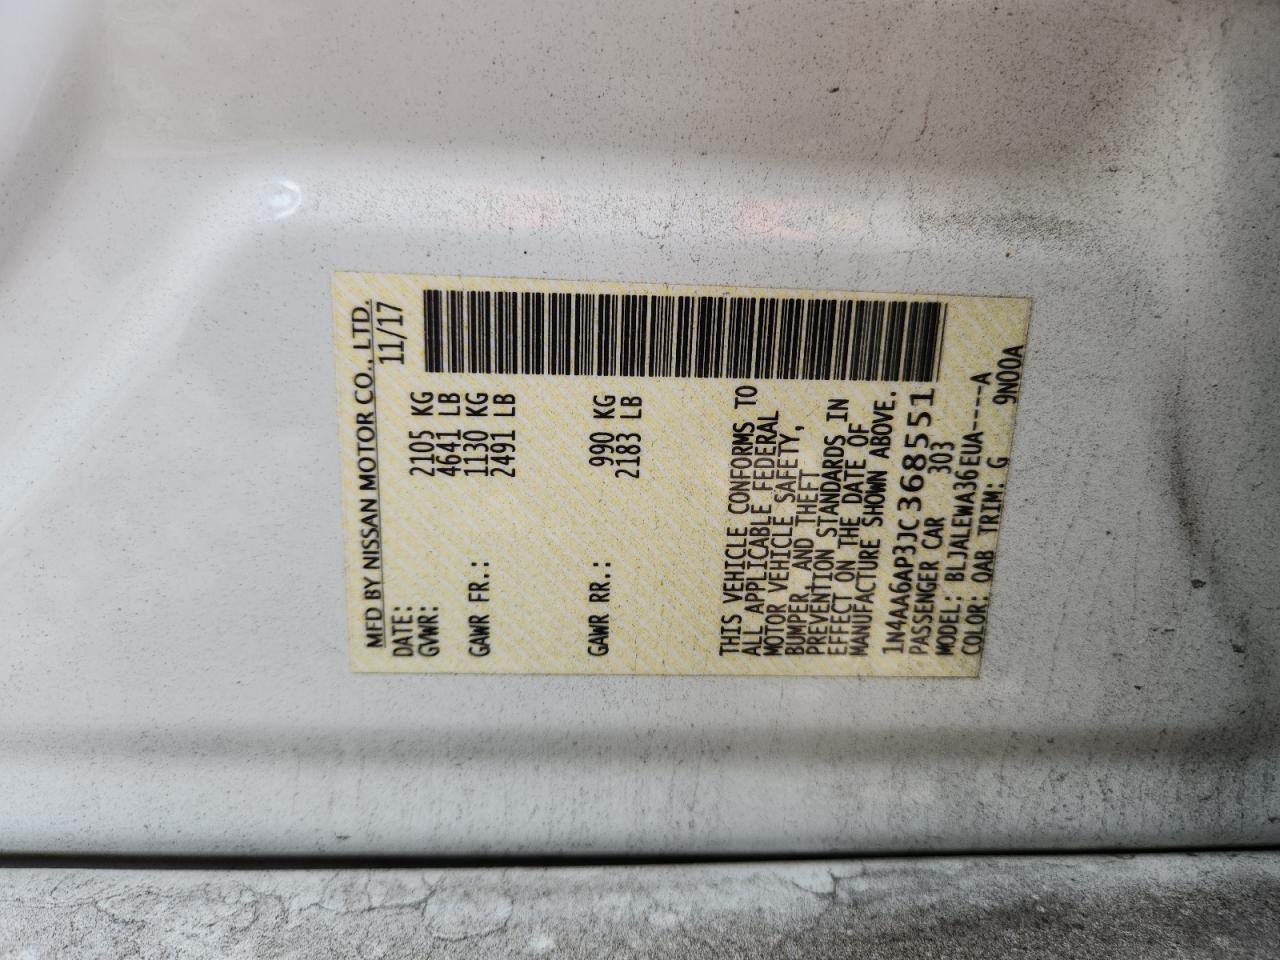 MFD BY NISSAN MOTOR CO., LTD.
DATE: 11/17
GVWR: 2105 KG
4641 LB
GAWR FR.: 1130 KG
2491 LB
GAWR RR.: 990 KG
2183 LB
THIS VEHICLE CONFORMS TO
ALL APPLICABLE FEDERAL
MOTOR VEHICLE SAFETY,
BUMPER, AND THEFT
PREVENTION STANDARDS IN
EFFECT ON THE DATE OF
MANUFACTURE SHOWN ABOVE.
1N4AA6AP3JC368551
PASSENGER CAR 303
MODEL: BLJALEWA36EUA----A
COLOR: QAB TRIM: G 9N00A